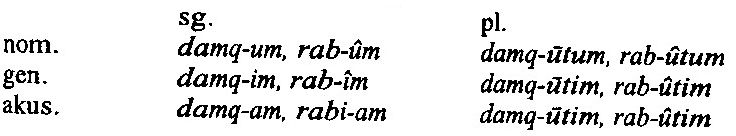 sg. pl.
nom. damq-um, rab-ûm damq-ūtum, rab-ûtum
gen. damq-im, rab-îm damq-ūtim, rab-ûtim
akus. damq-am, rabi-am damq-ūtim, rab-ûtim